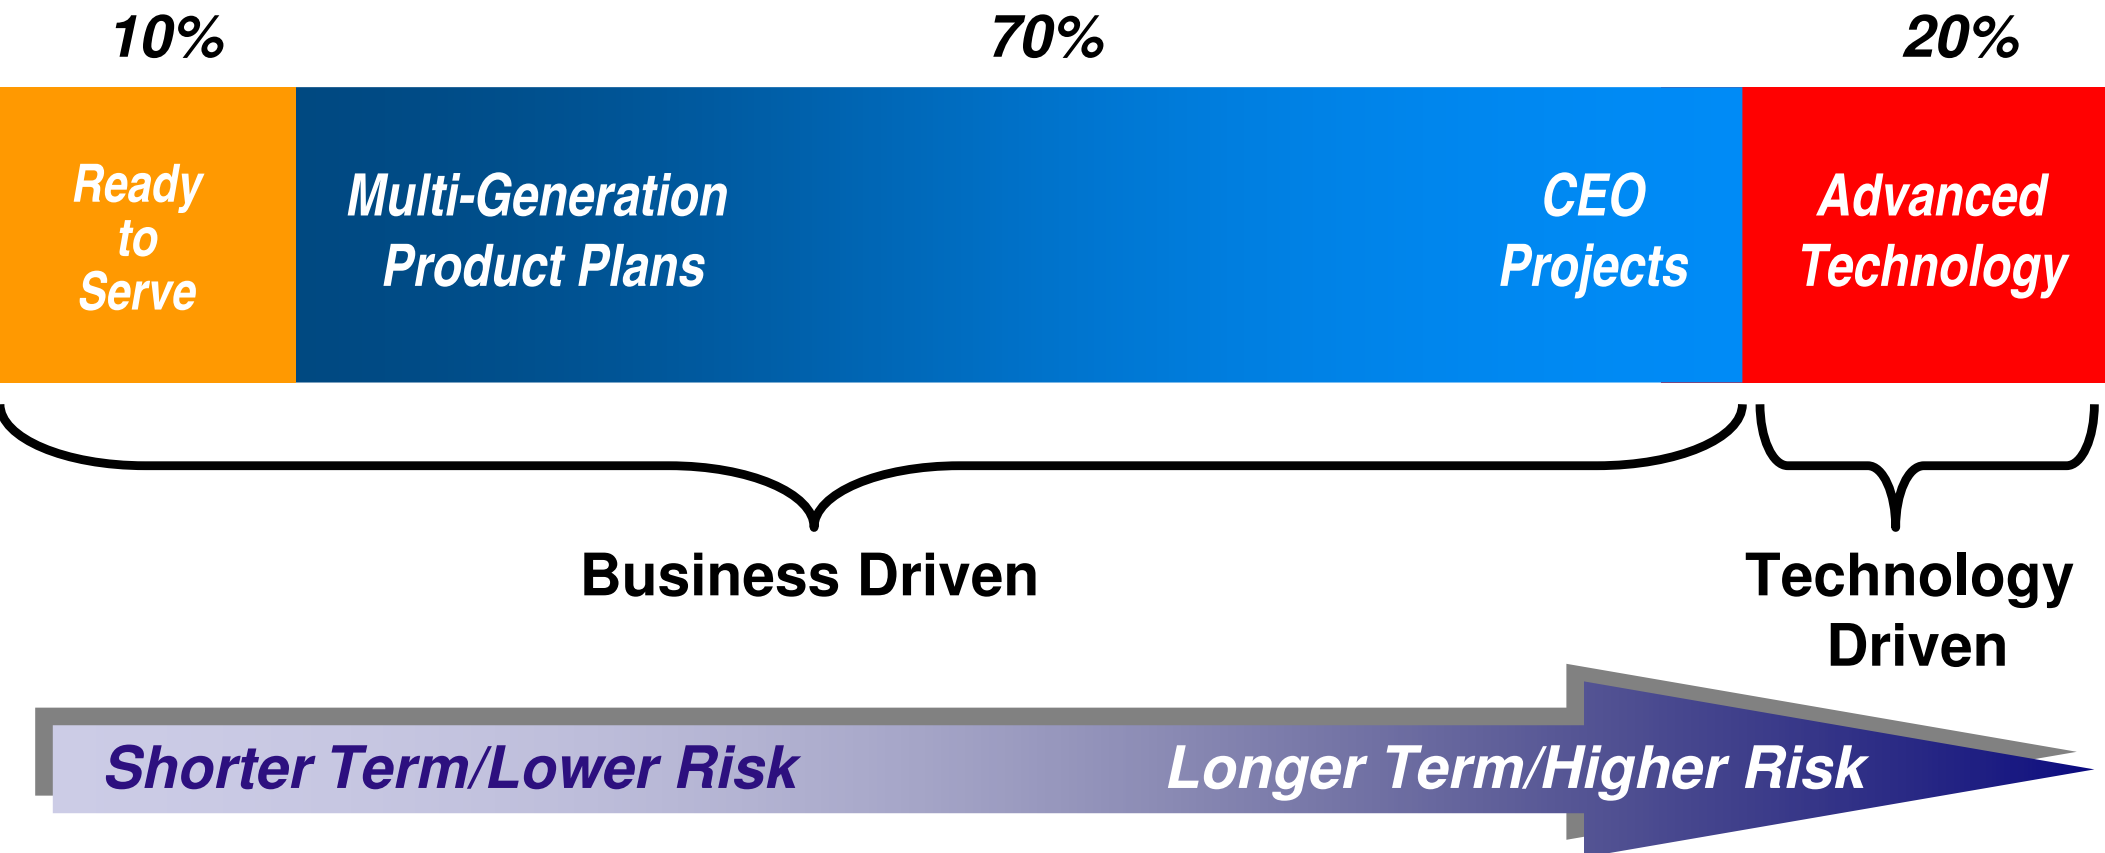 10%
70%
20%
Ready
to
Serve
Multi-Generation
Product Plans
CEO
Projects
Advanced
Technology
Business Driven
Technology
Driven
Shorter Term/Lower Risk
Longer Term/Higher Risk